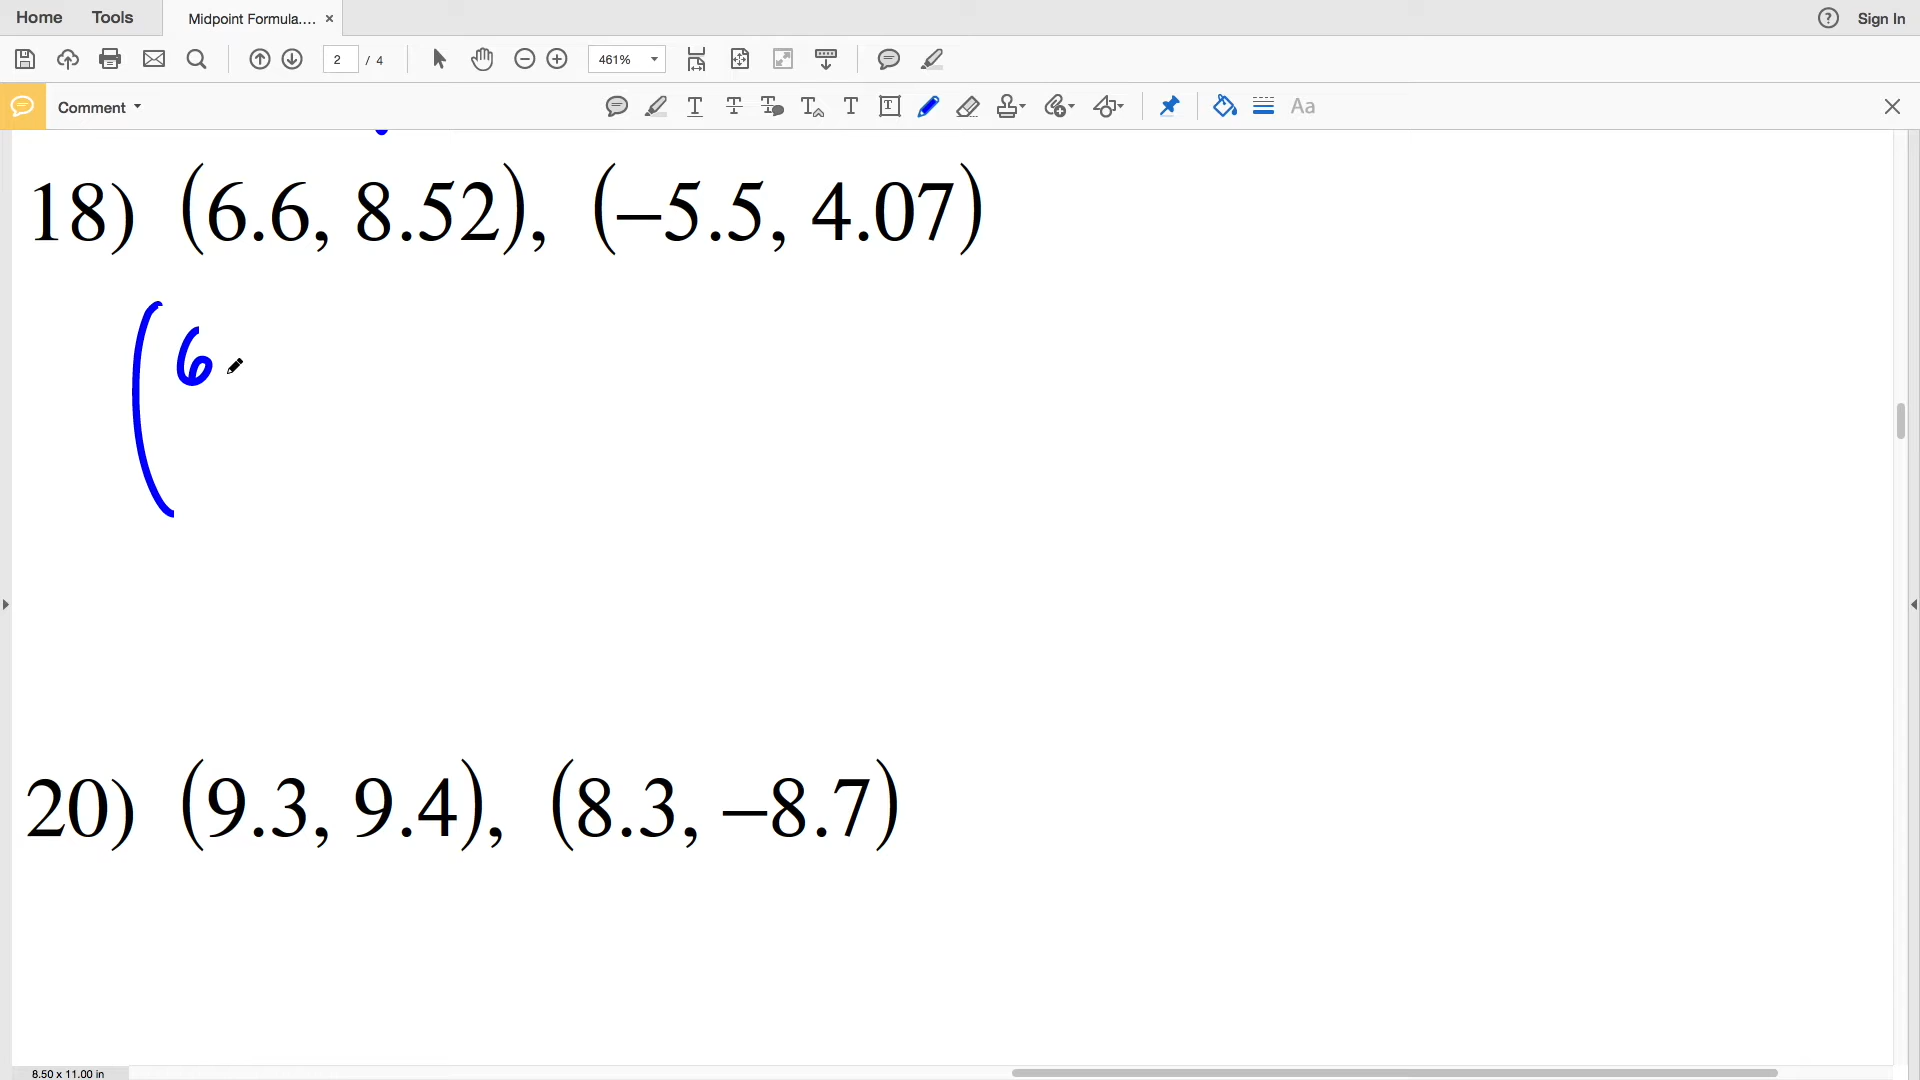 Home Tools Midpoint Formula.... × ? Sign In
2 / 4 461%
Comment T T T T T T Aa
18) (6.6, 8.52), (–5.5, 4.07)
(6
20) (9.3, 9.4), (8.3, –8.7)
8.50 x 11.00 in